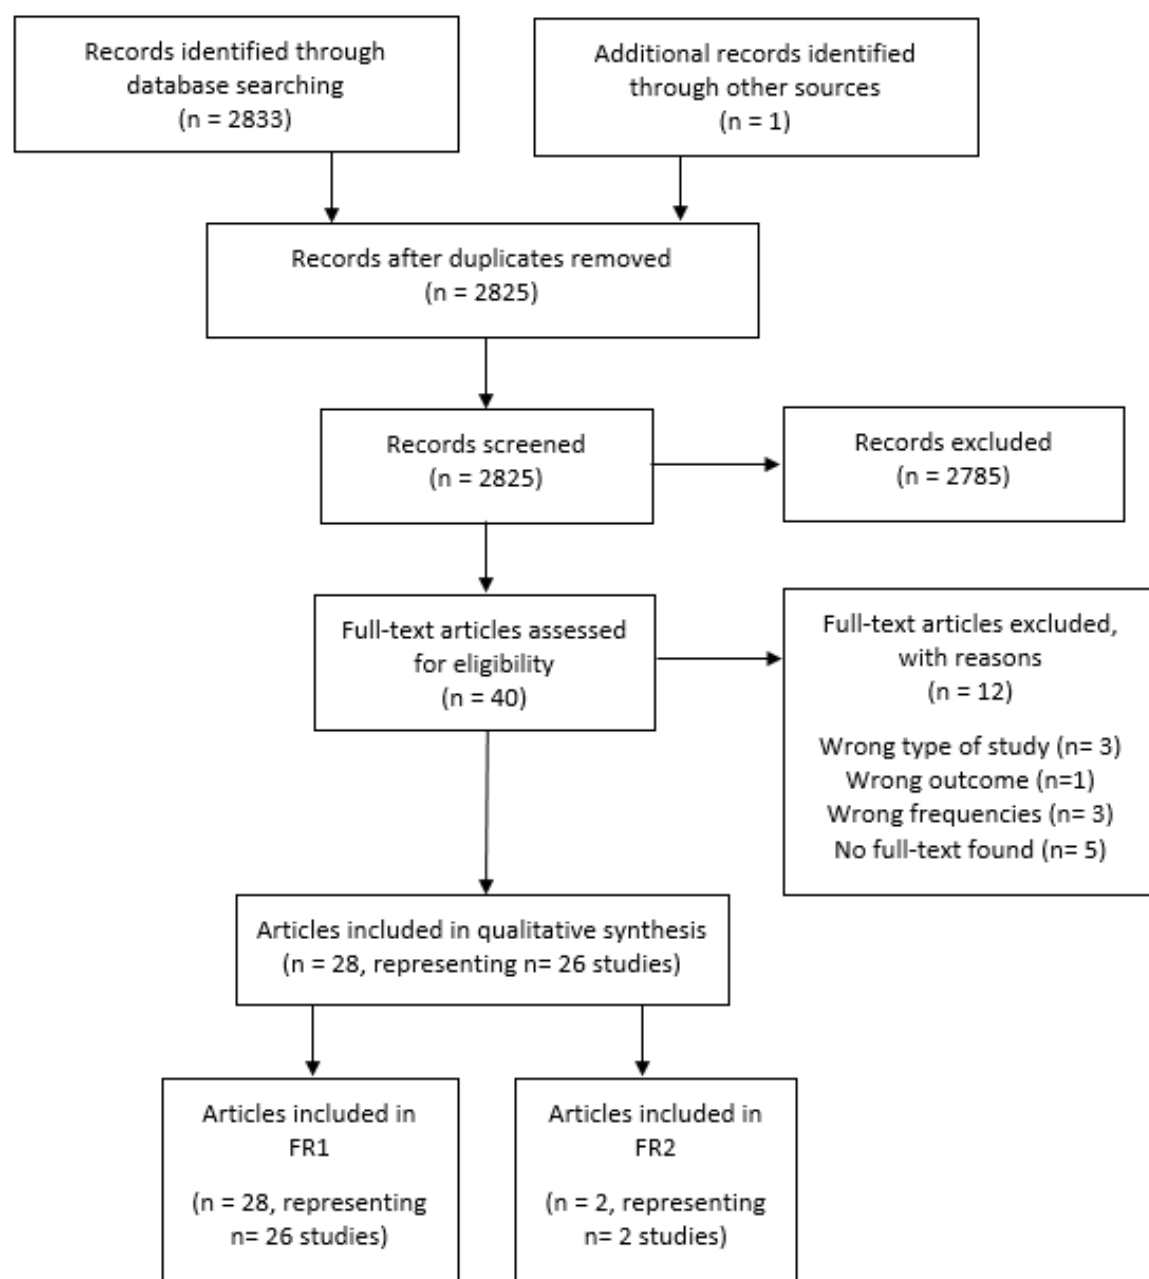 Records identified through
database searching
(n = 2833)
Additional records identified
through other sources
(n = 1)
Records after duplicates removed
(n = 2825)
Records screened
(n = 2825)
Records excluded
(n = 2785)
Full-text articles assessed
for eligibility
(n = 40)
Full-text articles excluded,
with reasons
(n = 12)
Wrong type of study (n= 3)
Wrong outcome (n=1)
Wrong frequencies (n= 3)
No full-text found (n= 5)
Articles included in qualitative synthesis
(n = 28, representing n= 26 studies)
Articles included in
FR1
(n = 28, representing
n= 26 studies)
Articles included in
FR2
(n = 2, representing
n= 2 studies)